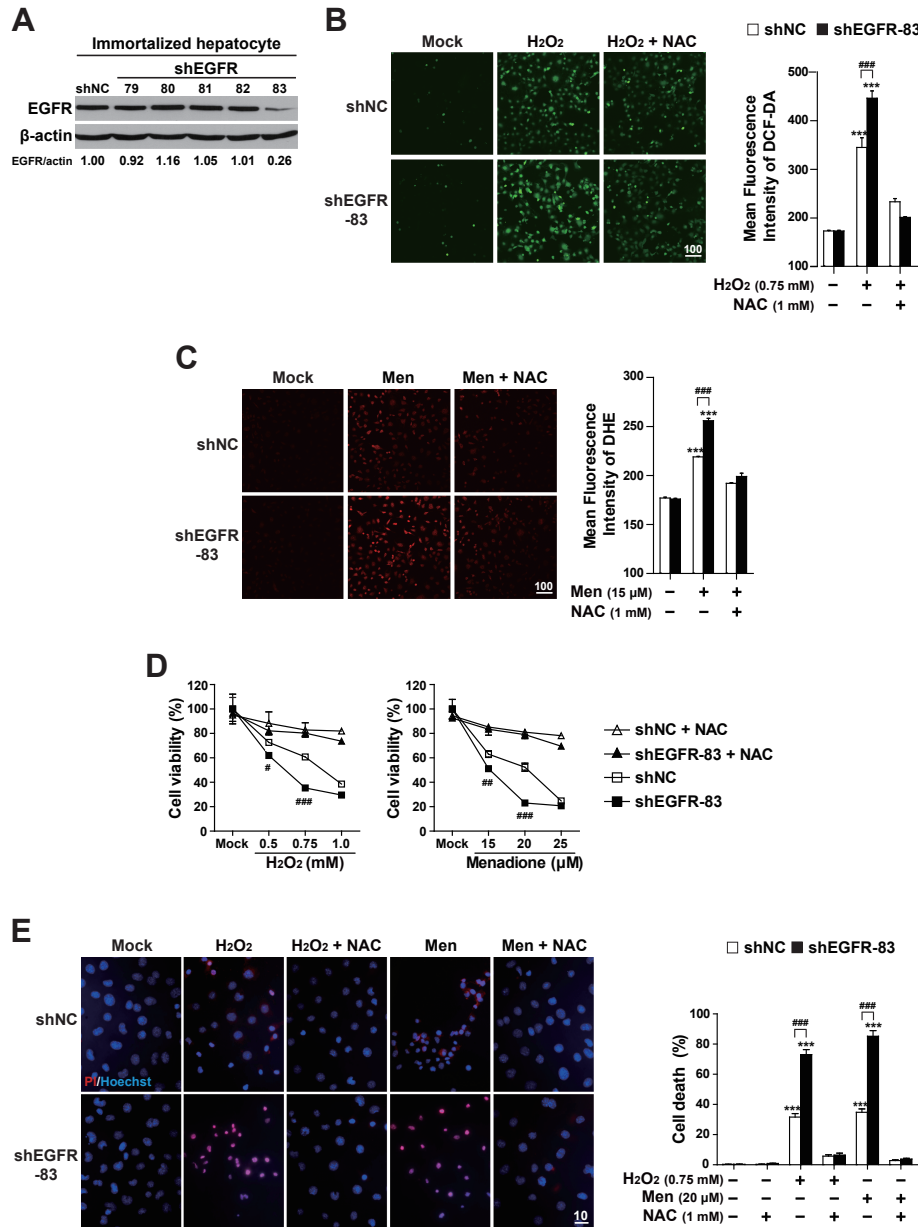 A
Immortalized hepatocyte
shEGFR
shNC 79 80 81 82 83
EGFR
β-actin
EGFR/actin 1.00 0.92 1.16 1.05 1.01 0.26
B
Mock H₂O₂ H₂O₂ + NAC
shNC
shEGFR
-83
100
shNC shEGFR-83
Mean Fluorescence
Intensity of DCF-DA
500
400
300
200
100
###
***
***
H₂O₂ (0.75 mM) − + +
NAC (1 mM) − − +
C
Mock Men Men + NAC
shNC
shEGFR
-83
100
Mean Fluorescence
Intensity of DHE
300
250
200
150
100
###
***
***
Men (15 µM) − + +
NAC (1 mM) − − +
D
Cell viability (%)
120
100
80
60
40
20
0
#
###
Mock 0.5 0.75 1.0
H₂O₂ (mM)
Cell viability (%)
120
100
80
60
40
20
0
##
###
Mock 15 20 25
Menadione (µM)
shNC + NAC
shEGFR-83 + NAC
shNC
shEGFR-83
E
Mock H₂O₂ H₂O₂ + NAC Men Men + NAC
shNC
PI/Hoechst
shEGFR
-83
10
shNC shEGFR-83
Cell death (%)
100
80
60
40
20
0
###
***
***
###
***
***
H₂O₂ (0.75 mM) − − + + − −
Men (20 µM) − − − − + +
NAC (1 mM) − + − + − +